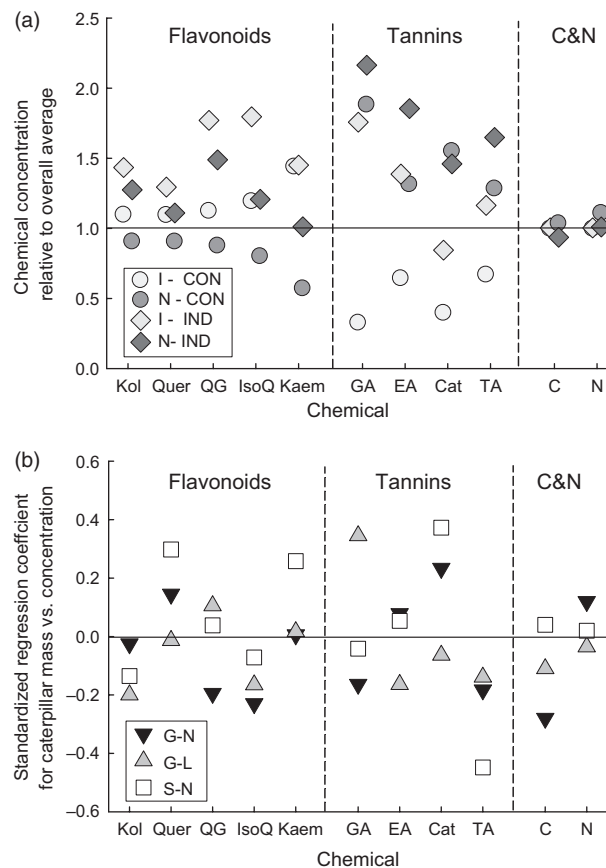 (a)
Flavonoids Tannins C&N
Chemical concentration
relative to overall average
2.5
2.0
1.5
1.0
0.5
0.0
I - CON
N - CON
I - IND
N- IND
Kol Quer QG IsoQ Kaem GA EA Cat TA C N
Chemical
(b)
Flavonoids Tannins C&N
Standardized regression coeffcient
for caterpillar mass vs. concentration
0.6
0.4
0.2
0.0
–0.2
–0.4
–0.6
G-N
G-L
S-N
Kol Quer QG IsoQ Kaem GA EA Cat TA C N
Chemical